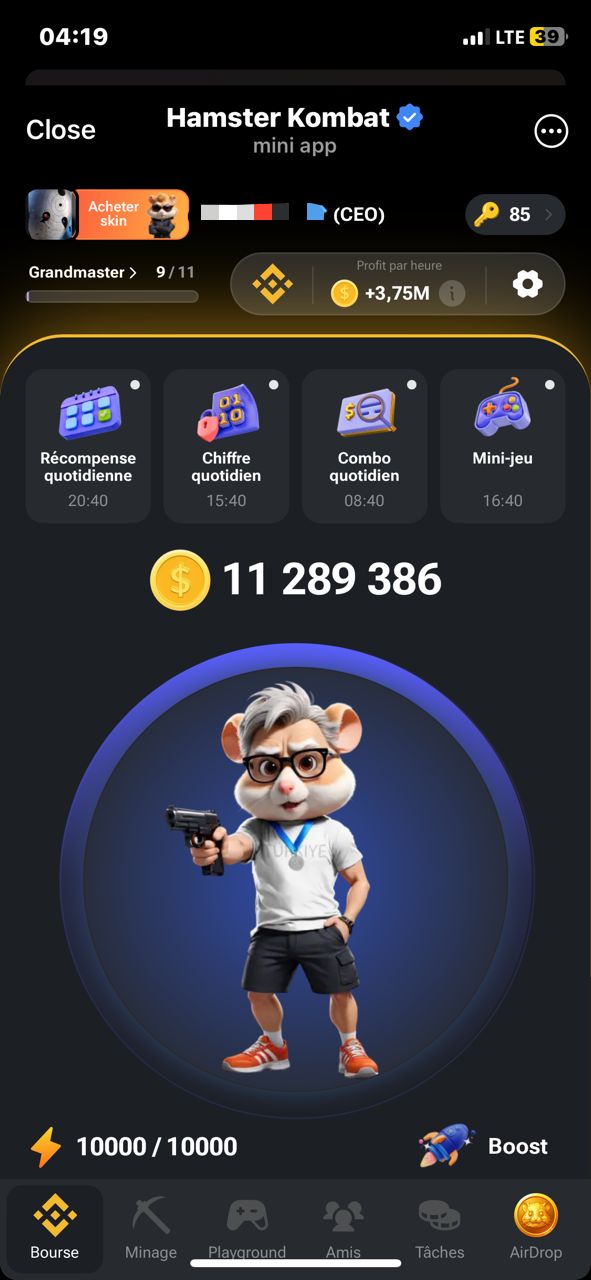 04:19
LTE 39
Close
Hamster Kombat
mini app
Acheter
skin
(CEO)
85
Grandmaster >
9 / 11
Profit par heure
+3,75M
Récompense
quotidienne
20:40
Chiffre
quotidien
15:40
Combo
quotidien
08:40
Mini-jeu
16:40
11 289 386
TÜRKİYE
10000 / 10000
Boost
Bourse
Minage
Playground
Amis
Tâches
AirDrop